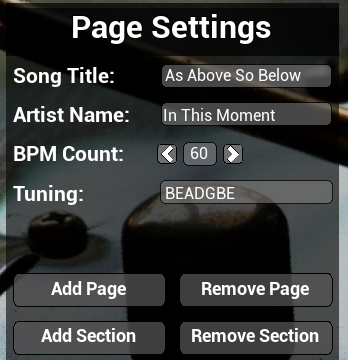 Page Settings
Song Title: As Above So Below
Artist Name: In This Moment
BPM Count: 60
Tuning: BEADGBE
Add Page Remove Page
Add Section Remove Section